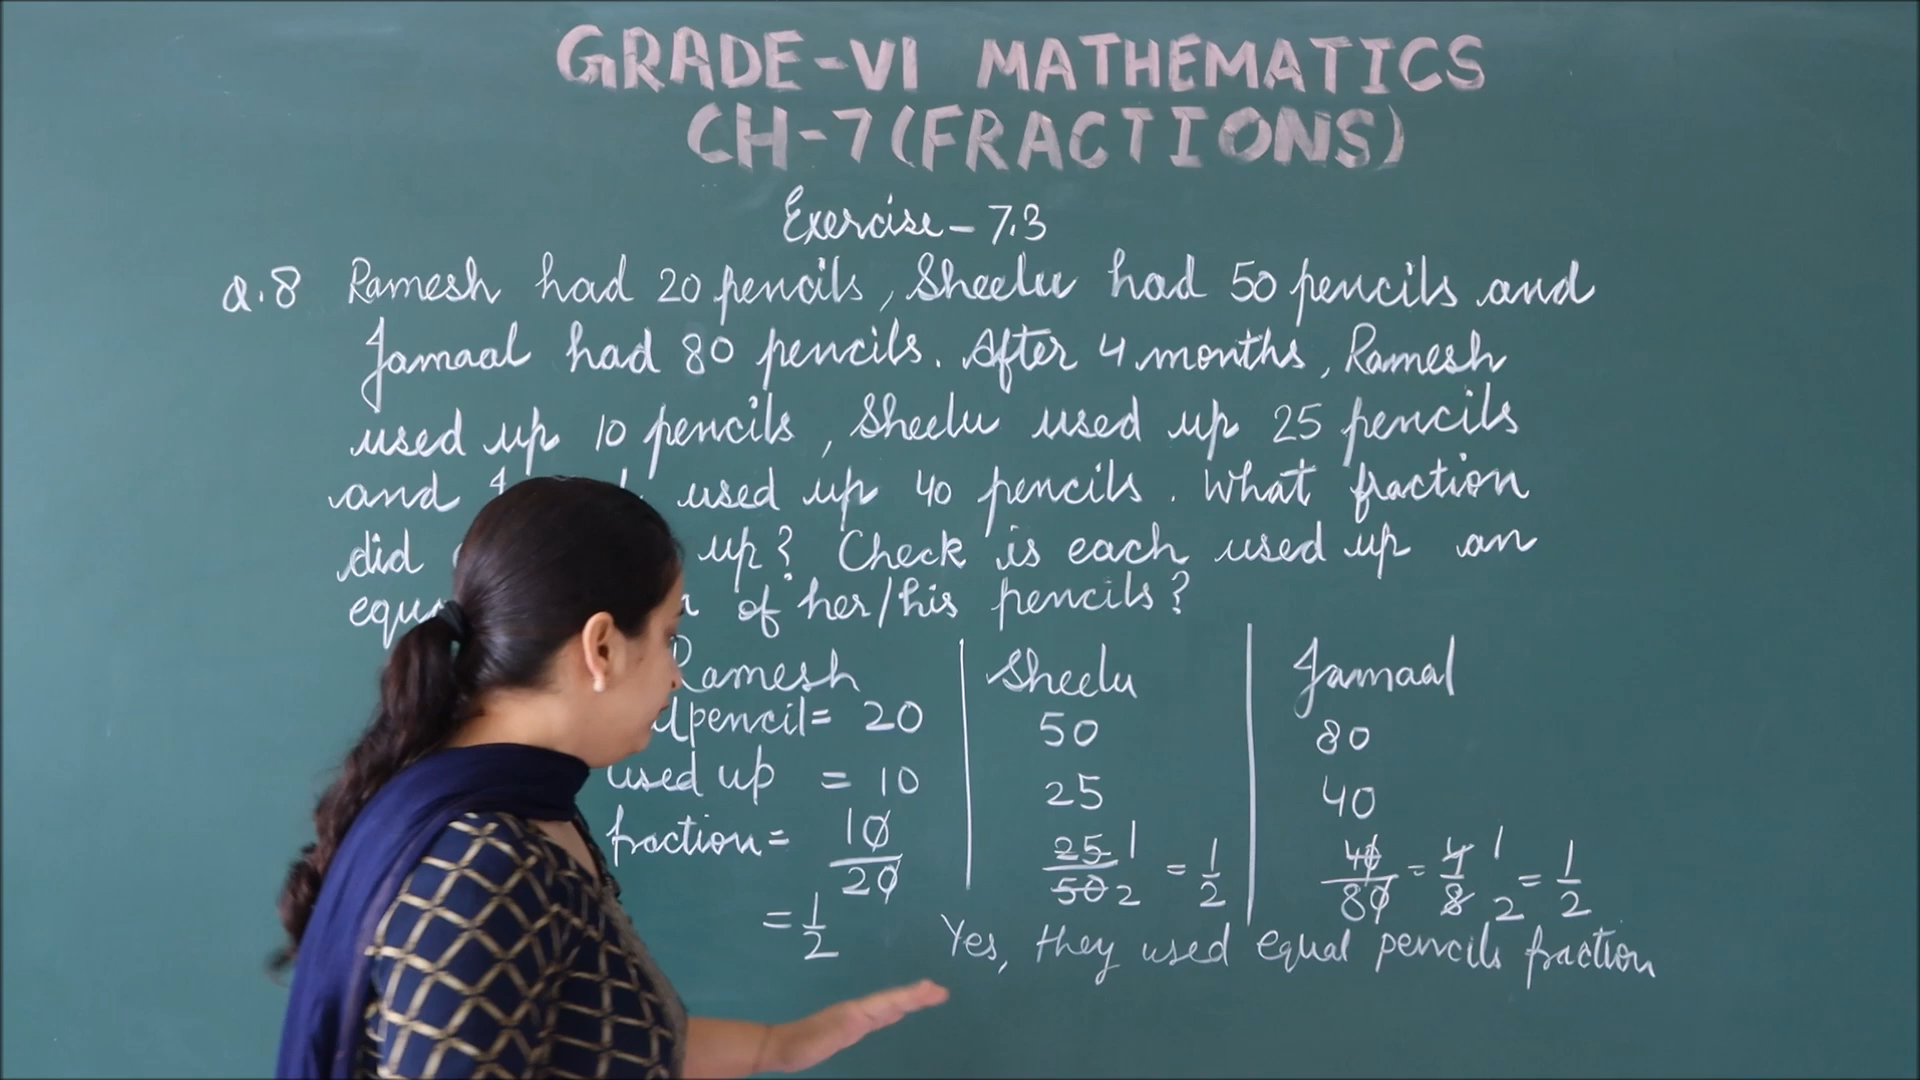 GRADE-VI MATHEMATICS
CH-7(FRACTIONS)
Exercise-7.3
Q.8 Ramesh had 20 pencils, Sheelu had 50 pencils and
Jamaal had 80 pencils. After 4 months, Ramesh
used up 10 pencils, Sheelu used up 25 pencils
and used up 40 pencils. What fraction
did up? Check is each used up an
of her/his pencils?
Ramesh Sheelu Jamaal
pencil= 20 50 80
used up = 10 25 40
fraction= 10/20 25/50 1/2 = 1/2 40/80 = 4/8 1/2 = 1/2
= 1/2
Yes, they used equal pencils fraction